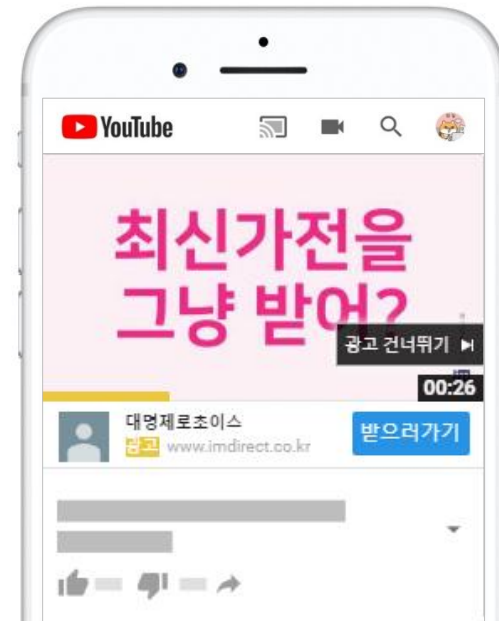 YouTube
최신가전을
그냥 받어?
광고 건너뛰기
00:26
대명제로초이스
광고 www.imdirect.co.kr
받으러가기